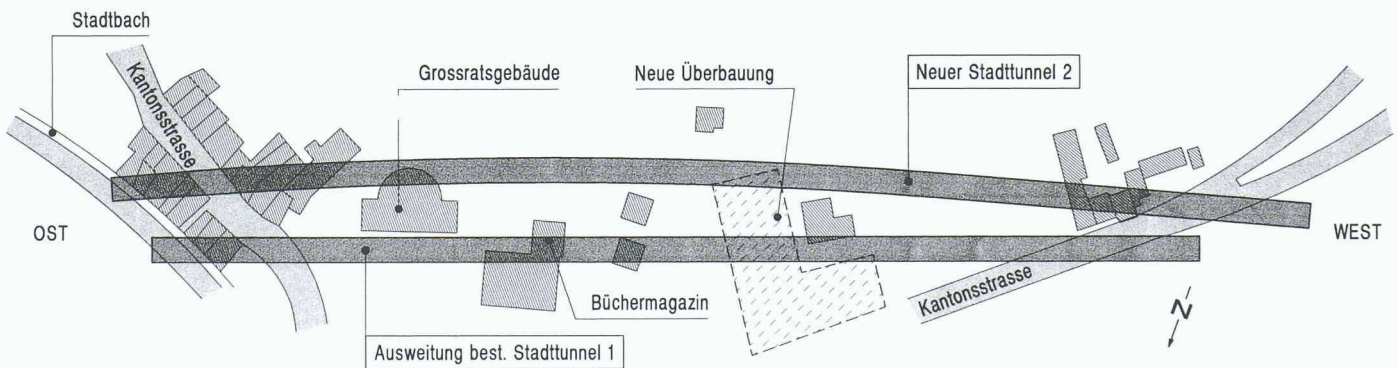 Stadtbach
Kantonsstrasse
Grossratsgebäude
Neue Überbauung
Neuer Stadttunnel 2
OST
WEST
Büchermagazin
Kantonsstrasse
N
Ausweitung best. Stadttunnel 1